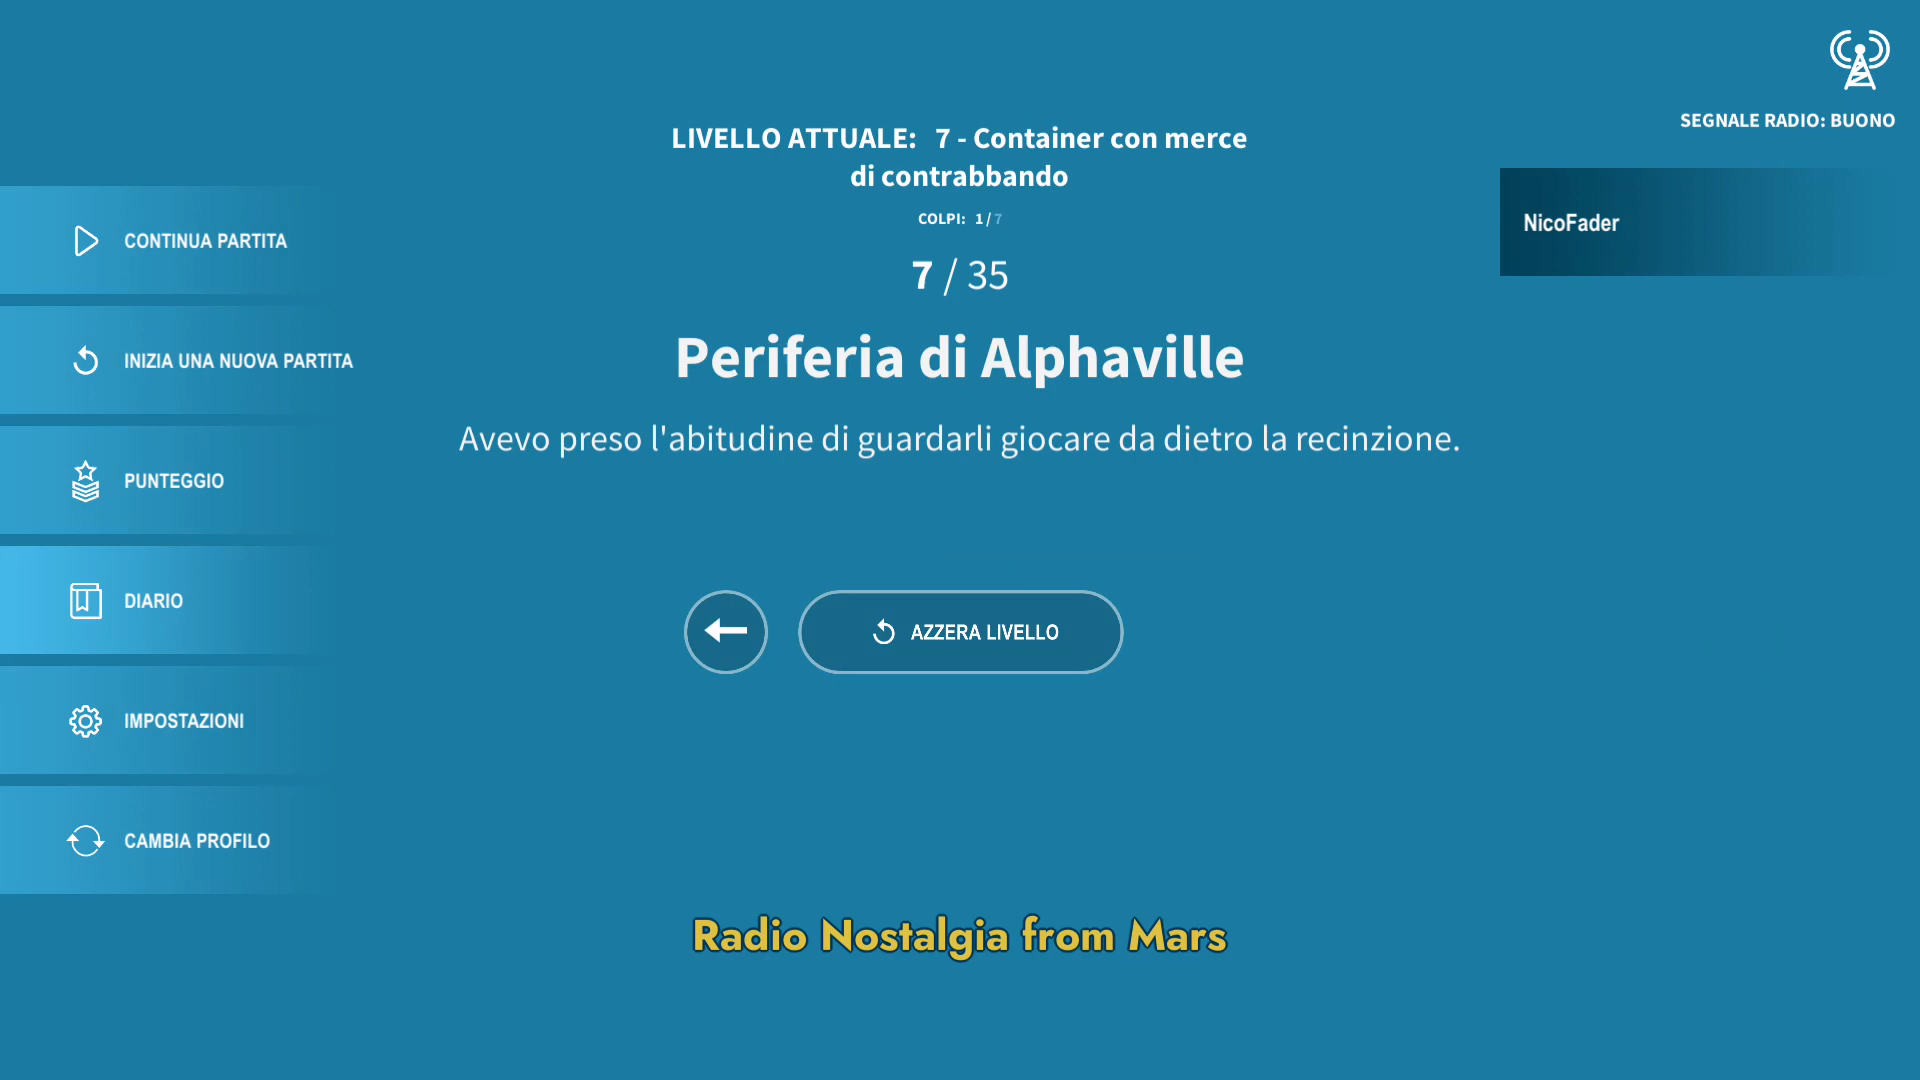 SEGNALE RADIO: BUONO
LIVELLO ATTUALE: 7 - Container con merce
di contrabbando
COLPI: 1 / 7
7 / 35
Periferia di Alphaville
Avevo preso l'abitudine di guardarli giocare da dietro la recinzione.
AZZERA LIVELLO
CONTINUA PARTITA
INIZIA UNA NUOVA PARTITA
PUNTEGGIO
DIARIO
IMPOSTAZIONI
CAMBIA PROFILO
NicoFader
Radio Nostalgia from Mars